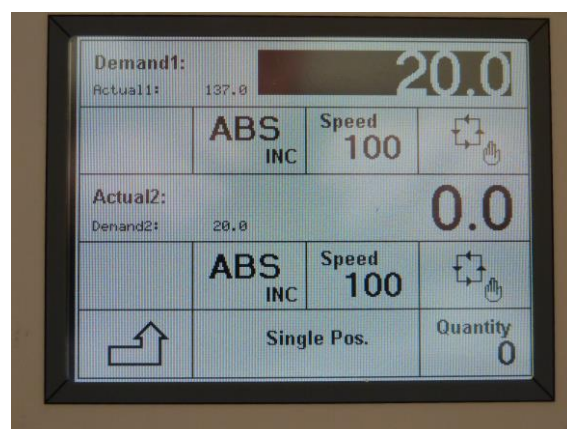 Demand1: 20.0
Actual1: 137.0
ABS INC Speed 100
Actual2: 0.0
Demand2: 20.0
ABS INC Speed 100
Single Pos. Quantity 0